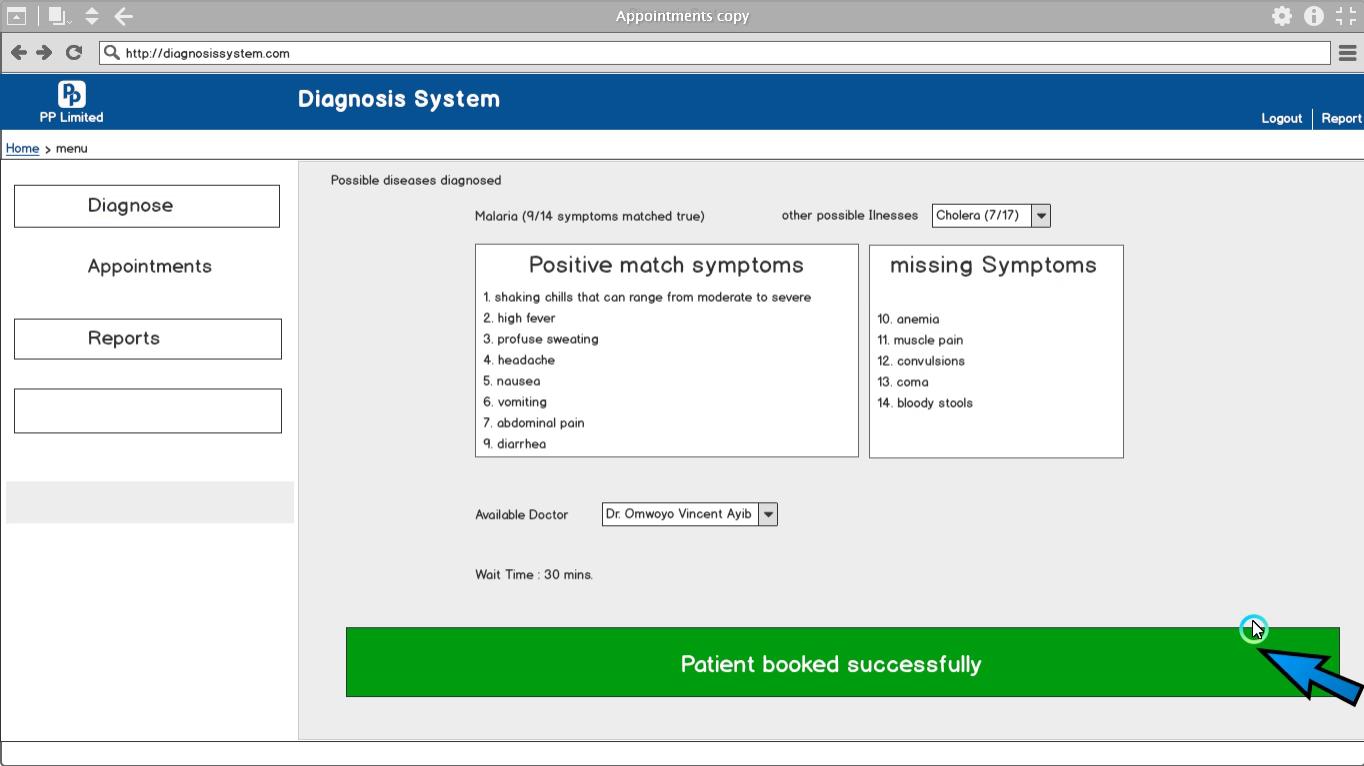 Appointments copy
http://diagnosissystem.com
Pp
PP Limited
Diagnosis System
Logout
Report
Home > menu
Diagnose
Appointments
Reports
Possible diseases diagnosed
Malaria (9/14 symptoms matched true)
other possible Ilnesses
Cholera (7/17)
Positive match symptoms
1. shaking chills that can range from moderate to severe
2. high fever
3. profuse sweating
4. headache
5. nausea
6. vomiting
7. abdominal pain
9. diarrhea
missing Symptoms
10. anemia
11. muscle pain
12. convulsions
13. coma
14. bloody stools
Available Doctor
Dr. Omwoyo Vincent Ayib
Wait Time : 30 mins.
Patient booked successfully